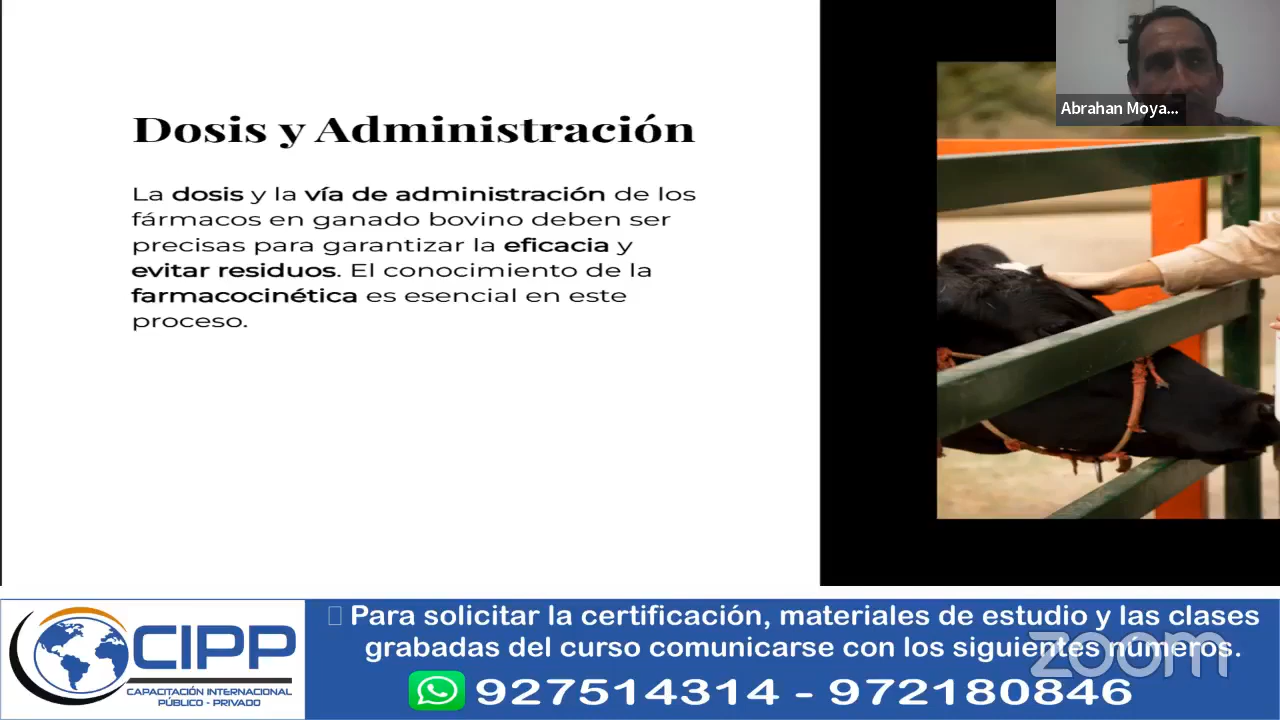 Abrahan Moya...
Dosis y Administración
La dosis y la vía de administración de los
fármacos en ganado bovino deben ser
precisas para garantizar la eficacia y
evitar residuos. El conocimiento de la
farmacocinética es esencial en este
proceso.
CIPP
CAPACITACIÓN INTERNACIONAL
PÚBLICO - PRIVADO
Para solicitar la certificación, materiales de estudio y las clases
grabadas del curso comunicarse con los siguientes números.
927514314 - 972180846
zoom